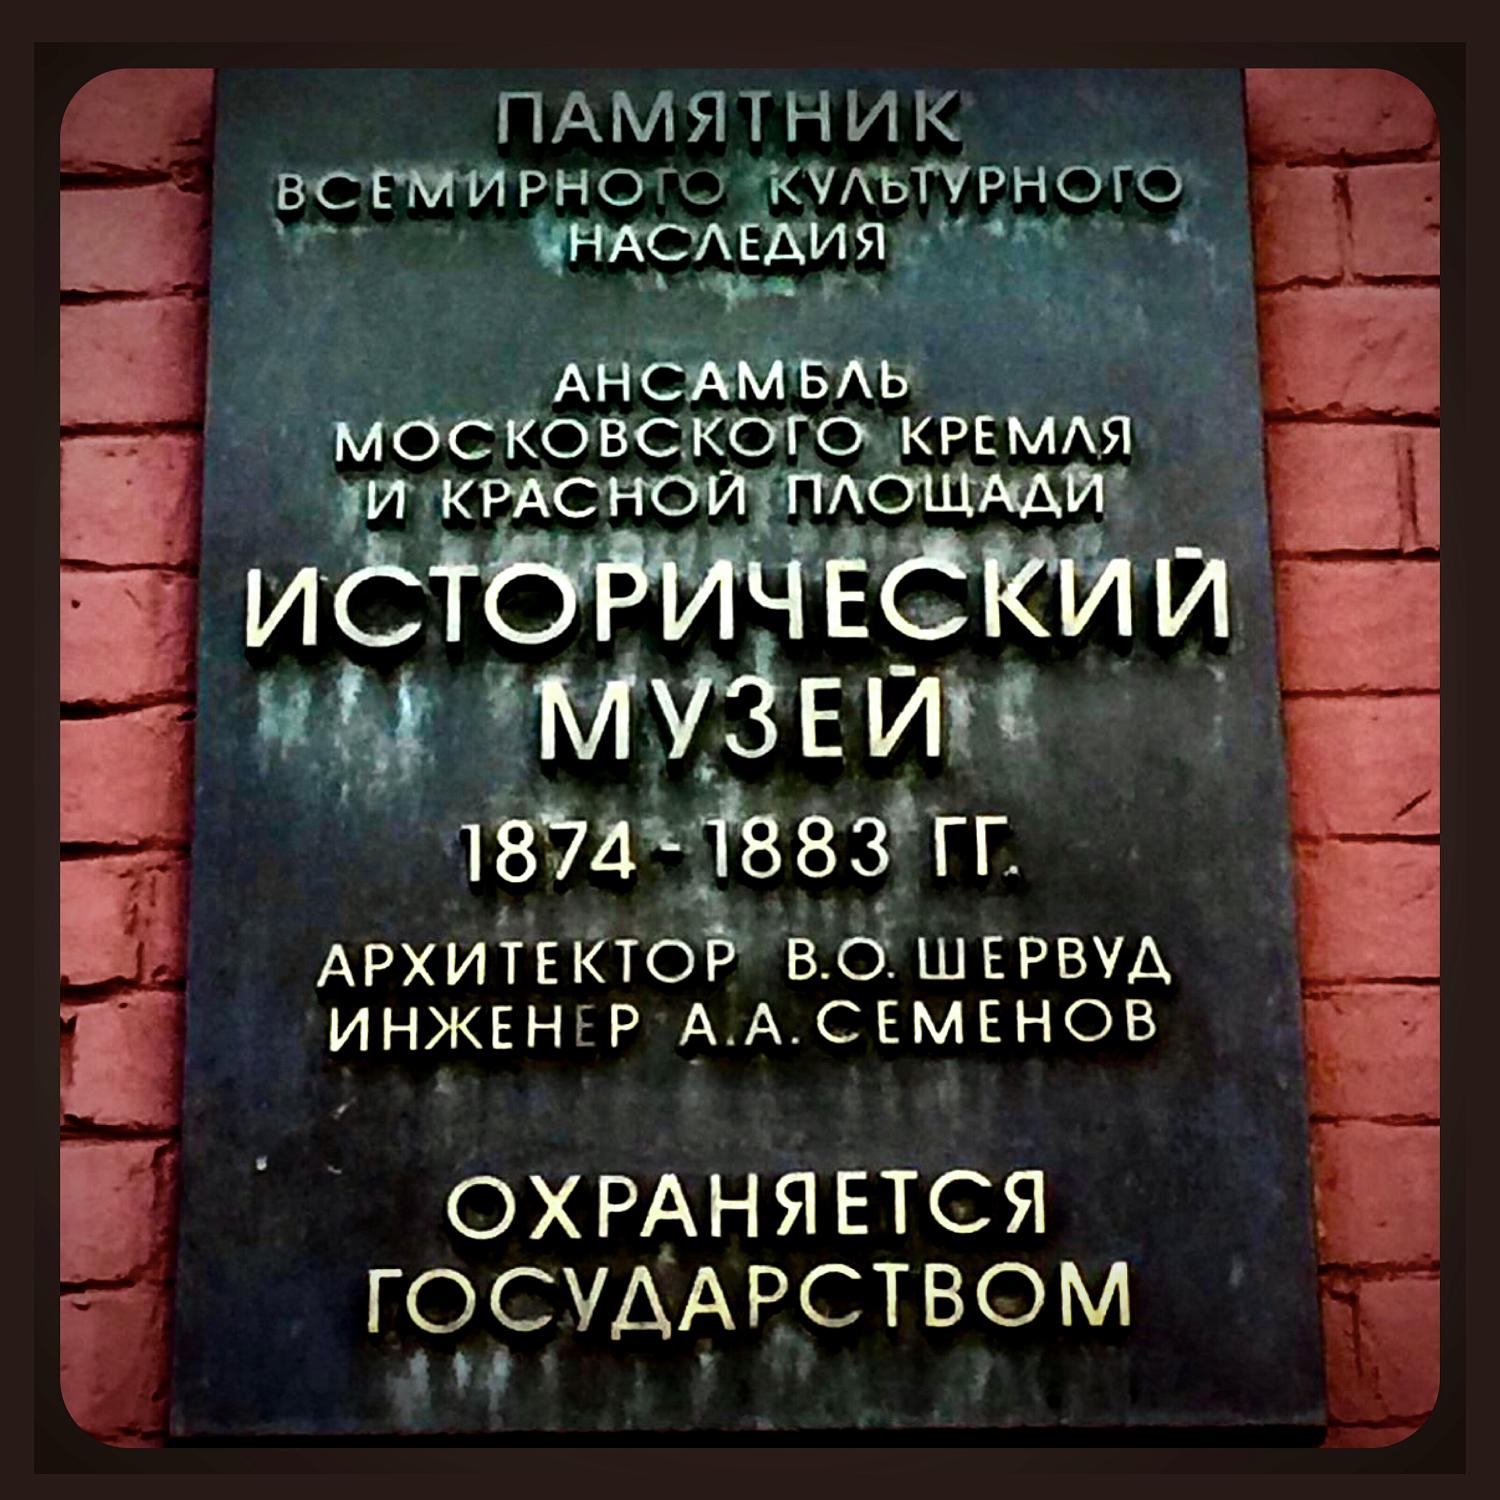 ПАМЯТНИК
ВСЕМИРНОГО КУЛЬТУРНОГО
НАСЛЕДИЯ
АНСАМБЛЬ
МОСКОВСКОГО КРЕМЛЯ
И КРАСНОЙ ПЛОЩАДИ
ИСТОРИЧЕСКИЙ
МУЗЕЙ
1874-1883 ГГ.
АРХИТЕКТОР В.О. ШЕРВУД
ИНЖЕНЕР А.А. СЕМЕНОВ
ОХРАНЯЕТСЯ
ГОСУДАРСТВОМ